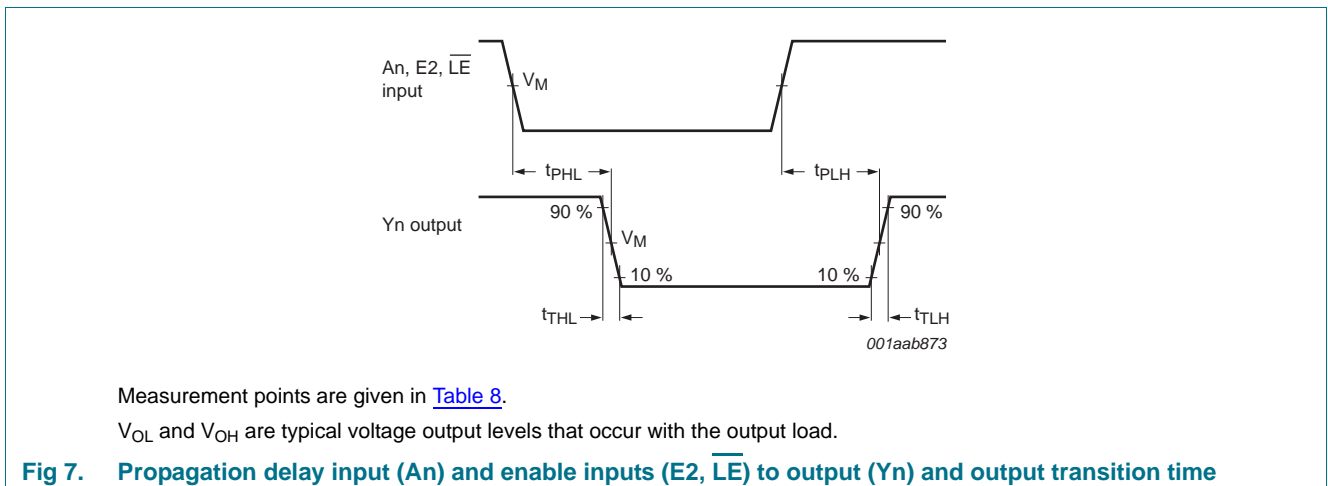 An, E2, L̅E̅
input
VM
tPHL
tPLH
90 %
90 %
Yn output
VM
10 %
10 %
tTHL
tTLH
001aab873
Measurement points are given in Table 8.
VOL and VOH are typical voltage output levels that occur with the output load.
Fig 7. Propagation delay input (An) and enable inputs (E2, L̅E̅) to output (Yn) and output transition time